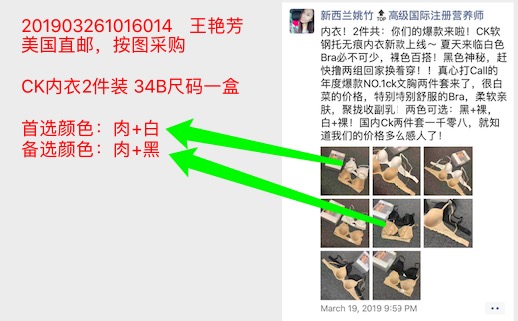 201903261016014 王艳芳
美国直邮，按图采购
CK内衣2件装 34B尺码一盒
首选颜色：肉+白
备选颜色：肉+黑
新西兰姚竹 TOP 高级国际注册营养师
内衣！2件共：你们的爆款来啦！CK软
钢托无痕内衣新款上线～ 夏天来临白色
Bra必不可少，裸色百搭！黑色神秘，赶
快撸两组回家换着穿！！真心打Call的
年度爆款NO.1ck文胸两件套来了，很白
菜的价格，特别特别舒服的Bra，柔软亲
肤，聚拢收副乳！两色可选：黑+裸，
白+裸！国内Ck两件套一千零八，就知
道我们的价格多么感人了！
March 19, 2019 9:59 PM